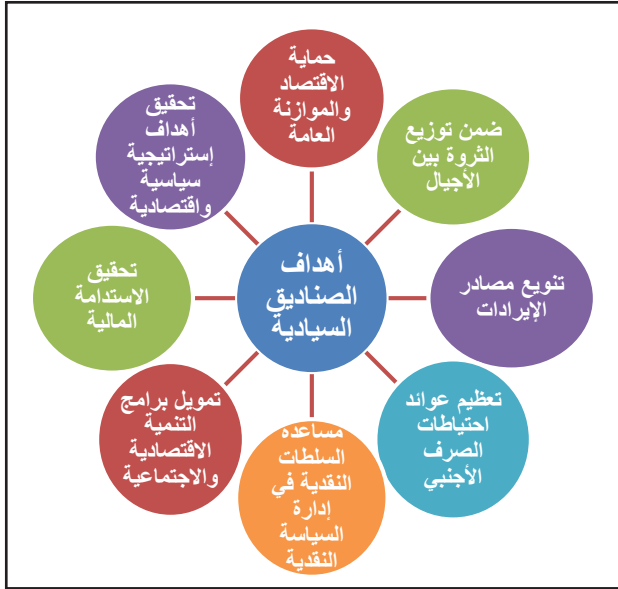 أهداف
الصناديق
السيادية
حماية
الاقتصاد
والموازنة
العامة
ضمن توزيع
الثروة بين
الأجيال
تنويع مصادر
الإيرادات
تعظيم عوائد
احتياطات
الصرف
الأجنبي
مساعده
السلطات
النقدية في
إدارة
السياسة
النقدية
تمويل برامج
التنمية
الاقتصادية
والاجتماعية
تحقيق
الاستدامة
المالية
تحقيق
أهداف
إستراتيجية
سياسية
واقتصادية